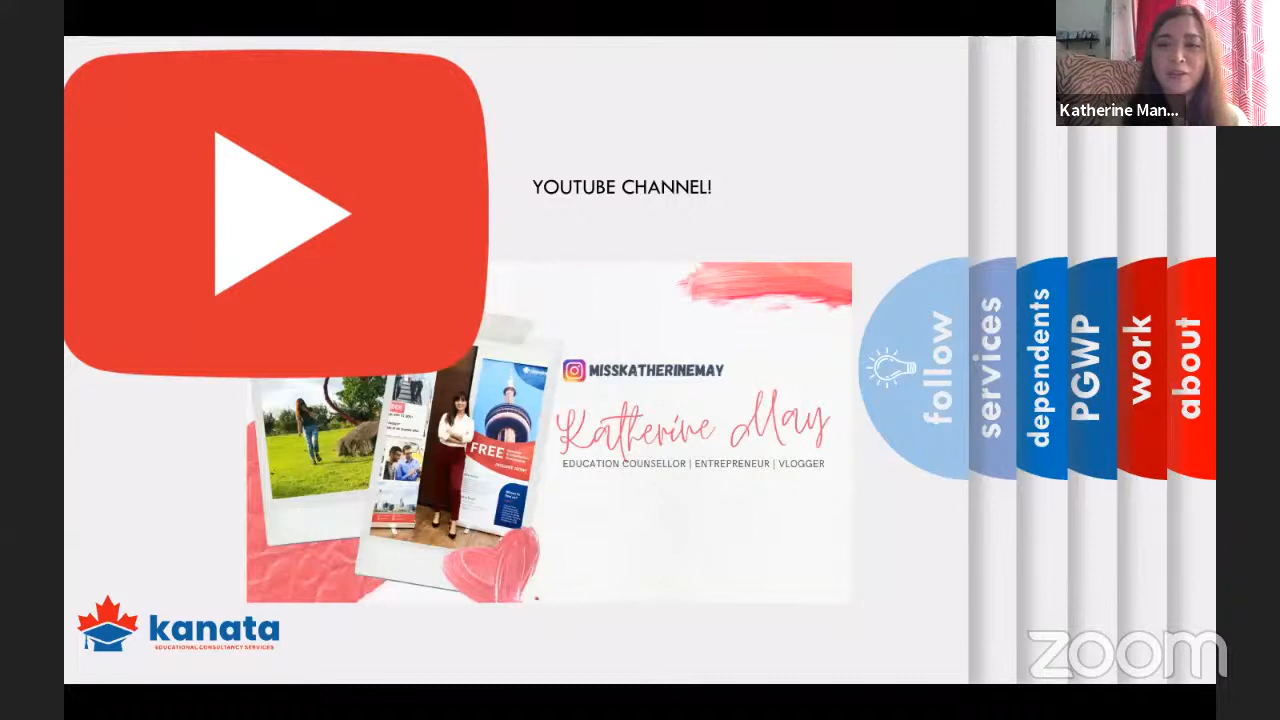 Katherine Man...
YOUTUBE CHANNEL!
MISSKATHERINEMAY
Katherine May
EDUCATION COUNSELLOR | ENTREPRENEUR | VLOGGER
FREE
follow
services
dependents
PGWP
work
about
kanata
EDUCATIONAL CONSULTANCY SERVICES
zoom